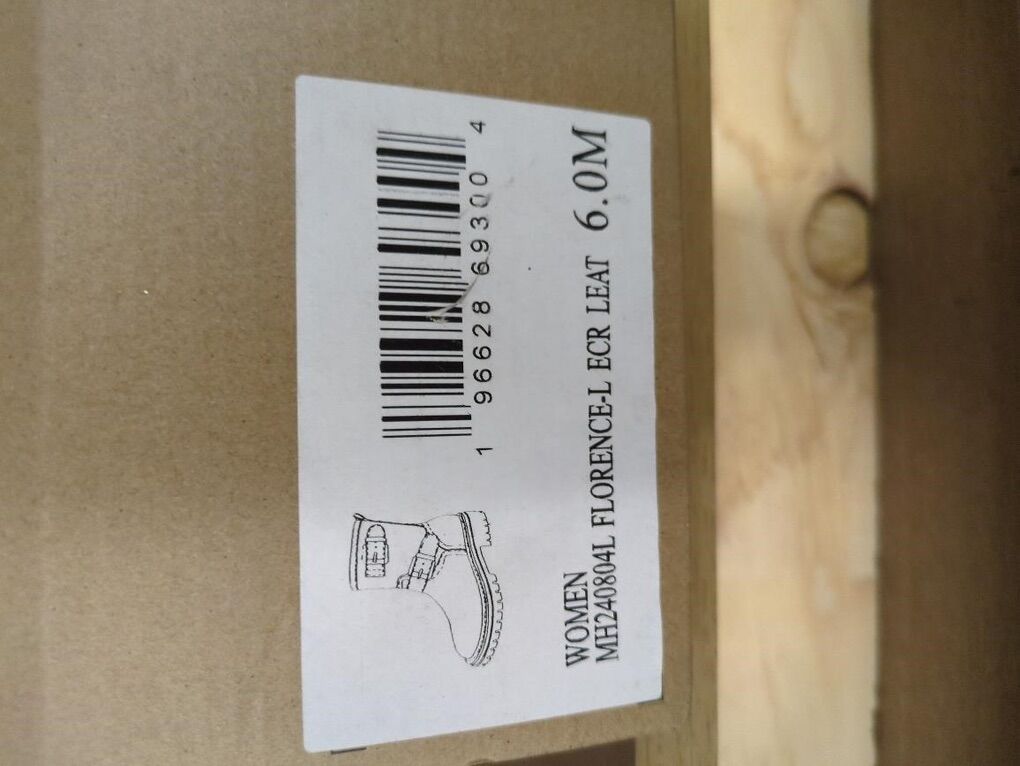 1 96628 69300 4
WOMEN
MH240804L FLORENCE-L ECR LEAT 6.0M